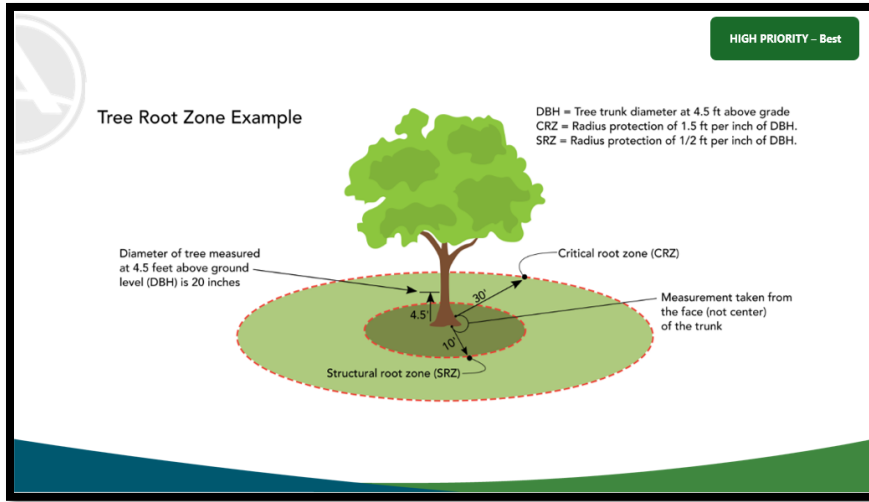 HIGH PRIORITY – Best
Tree Root Zone Example
DBH = Tree trunk diameter at 4.5 ft above grade
CRZ = Radius protection of 1.5 ft per inch of DBH.
SRZ = Radius protection of 1/2 ft per inch of DBH.
Diameter of tree measured
at 4.5 feet above ground
level (DBH) is 20 inches
Critical root zone (CRZ)
30'
4.5'
10'
Measurement taken from
the face (not center)
of the trunk
Structural root zone (SRZ)